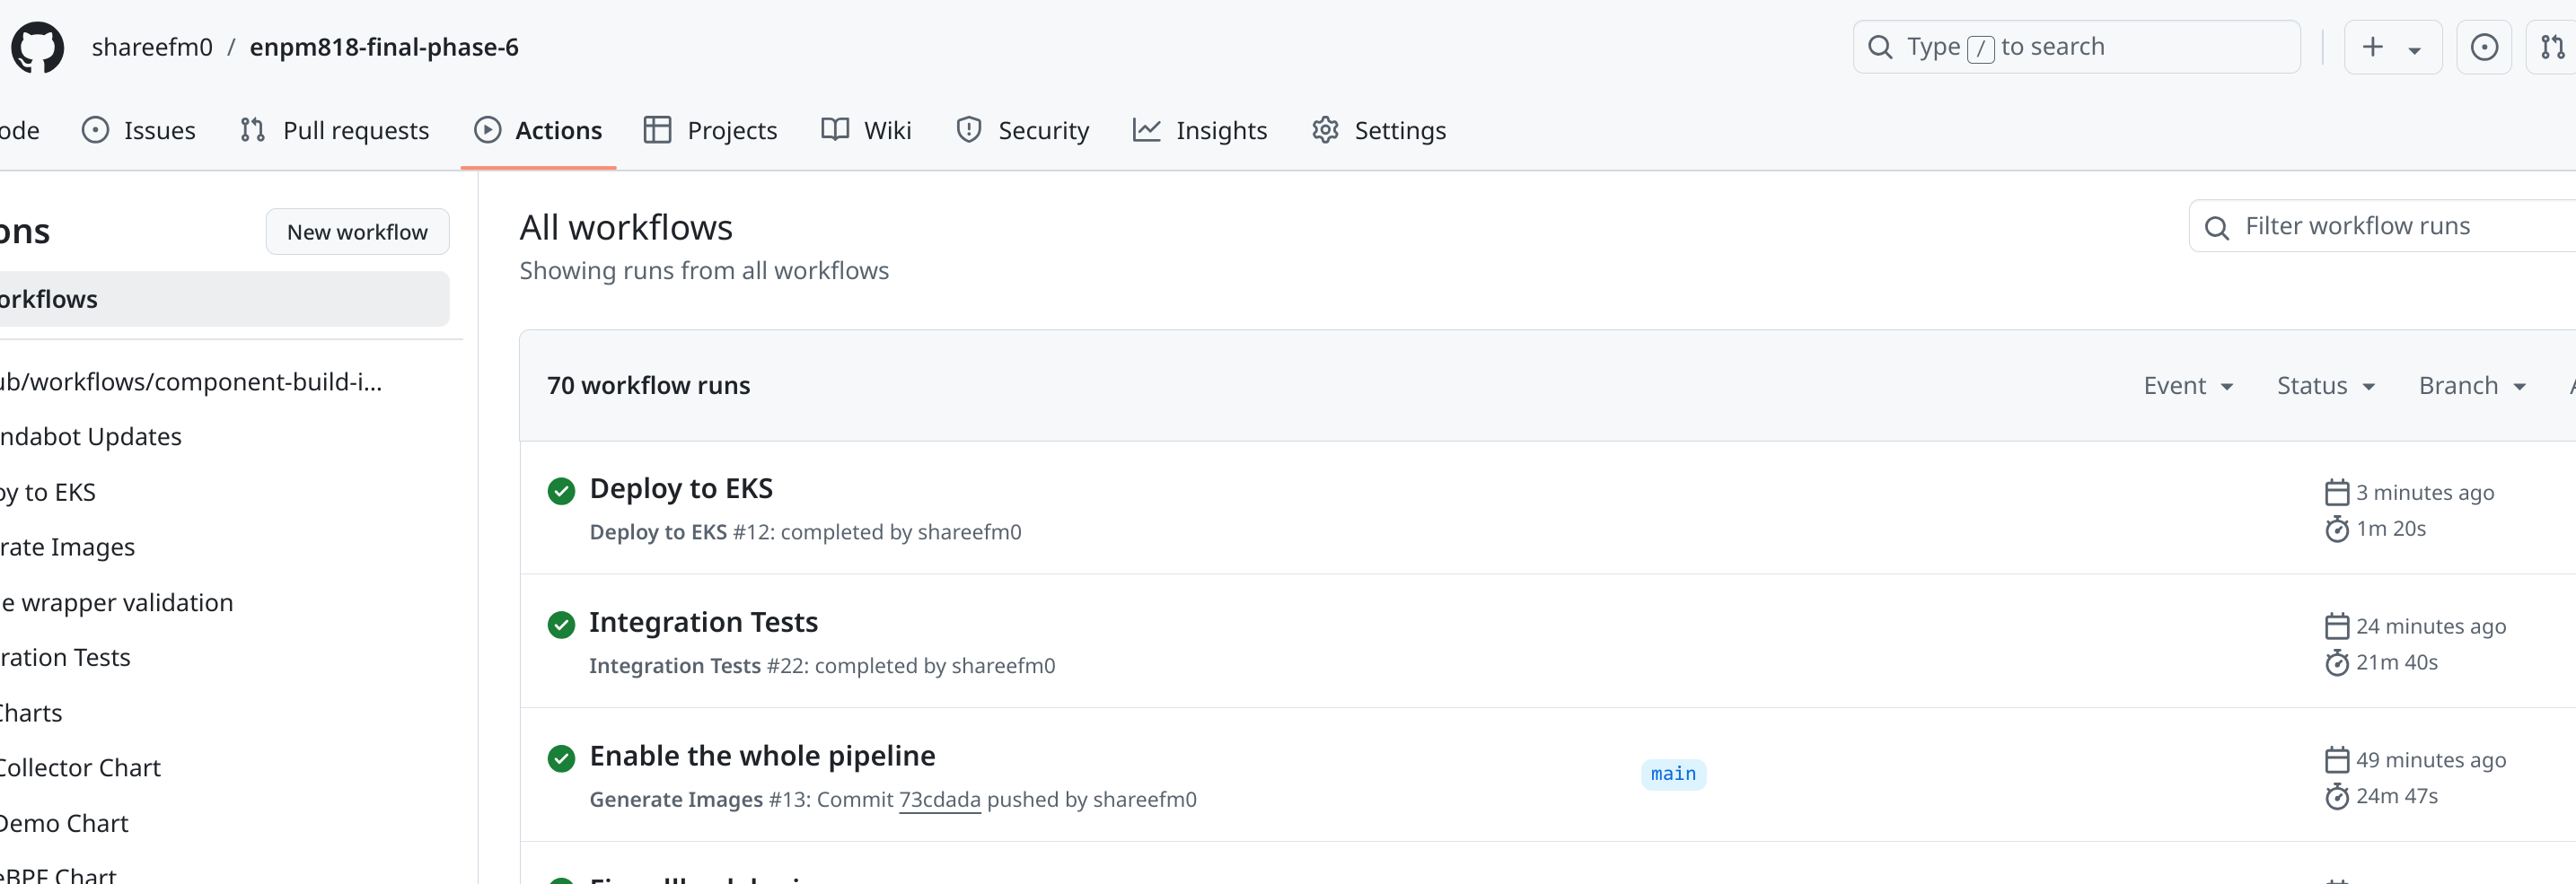 shareefm0 / enpm818-final-phase-6
Type / to search
ode Issues Pull requests Actions Projects Wiki Security Insights Settings
ons
New workflow
orkflows
ub/workflows/component-build-i...
ndabot Updates
oy to EKS
rate Images
e wrapper validation
ration Tests
Charts
Collector Chart
Demo Chart
eBPF Chart
All workflows
Showing runs from all workflows
Filter workflow runs
70 workflow runs
Event Status Branch
Deploy to EKS
Deploy to EKS #12: completed by shareefm0
3 minutes ago
1m 20s
Integration Tests
Integration Tests #22: completed by shareefm0
24 minutes ago
21m 40s
Enable the whole pipeline
Generate Images #13: Commit 73cdada pushed by shareefm0
main
49 minutes ago
24m 47s